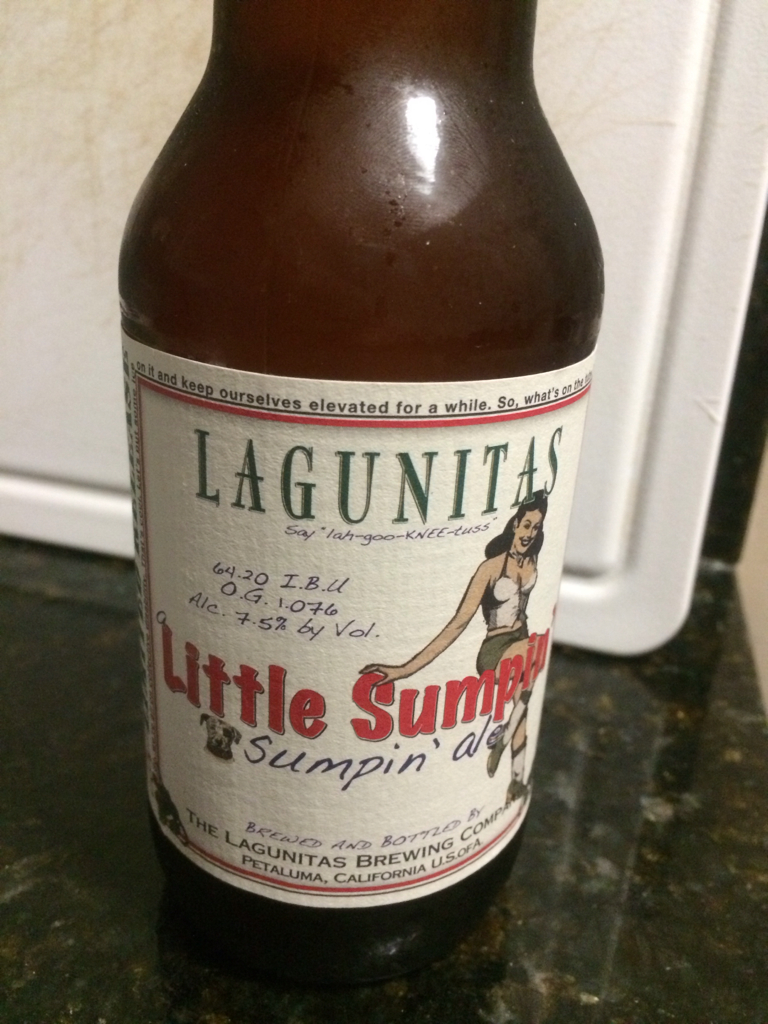 on it and keep ourselves elevated for a while. So, what's on the
LAGUNITAS
Say "lah-goo-KNEE-tuss"
64.20 I.B.U
O.G. 1.076
Alc. 7.5% by Vol.
a
Little Sumpin'
Sumpin' ale
BREWED AND BOTTLED BY
THE LAGUNITAS BREWING COMPA
PETALUMA, CALIFORNIA U.S.OF A.